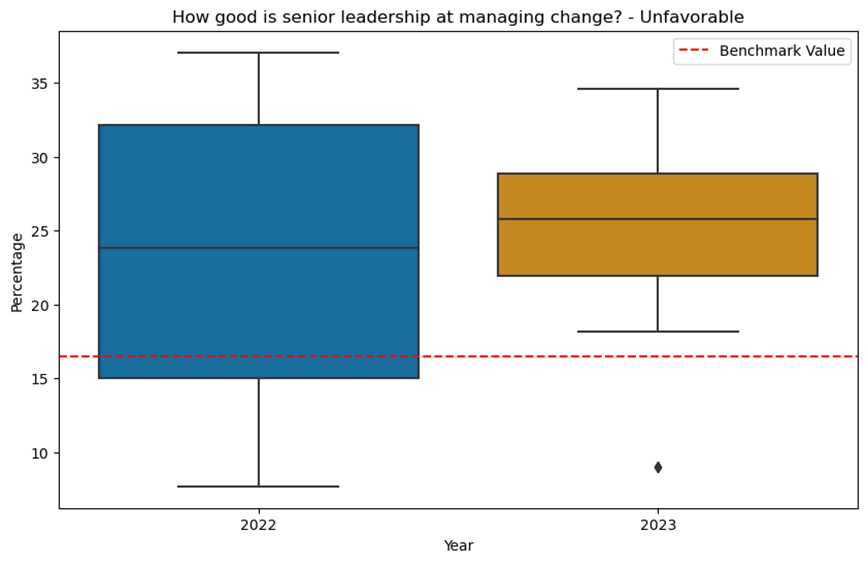 How good is senior leadership at managing change? - Unfavorable
Benchmark Value
Percentage
35
30
25
20
15
10
2022
2023
Year